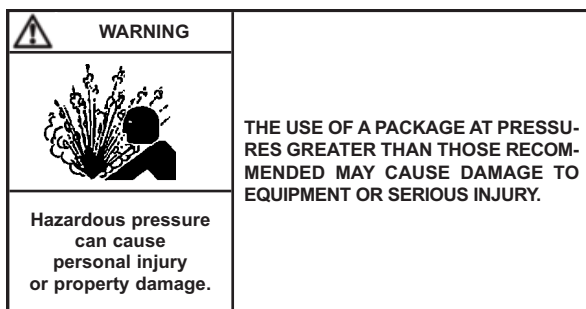 WARNING
Hazardous pressure
can cause
personal injury
or property damage.
THE USE OF A PACKAGE AT PRESSU-
RES GREATER THAN THOSE RECOM-
MENDED MAY CAUSE DAMAGE TO
EQUIPMENT OR SERIOUS INJURY.